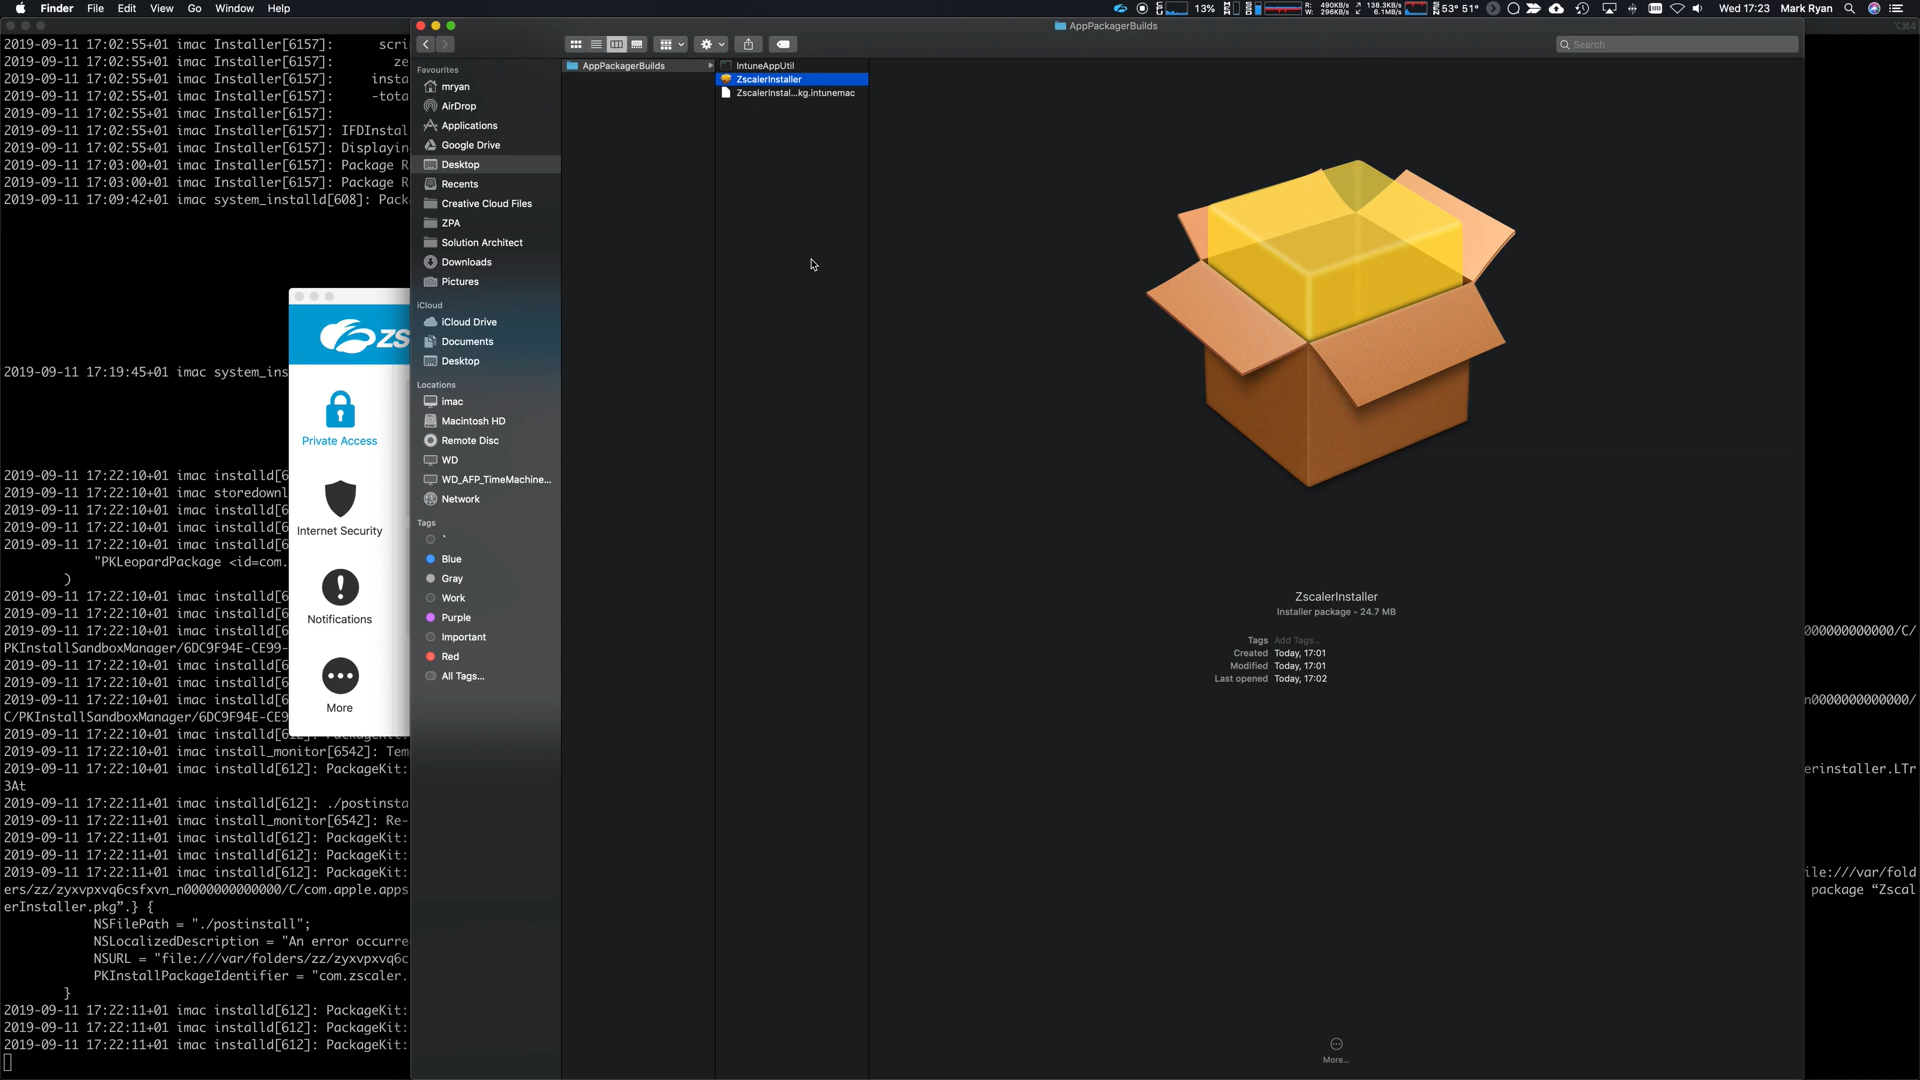 Finder File Edit View Go Window Help
13%
R: 490KB/s
W: 296KB/s
138.3KB/s
6.1MB/s
53° 51°
Wed 17:23 Mark Ryan
AppPackagerBuilds
⌥⌘4
Search
2019-09-11 17:02:55+01 imac Installer[6157]: scri
2019-09-11 17:02:55+01 imac Installer[6157]: ze
2019-09-11 17:02:55+01 imac Installer[6157]: insta
2019-09-11 17:02:55+01 imac Installer[6157]: -tota
2019-09-11 17:02:55+01 imac Installer[6157]:
2019-09-11 17:02:55+01 imac Installer[6157]: IFDInstal
2019-09-11 17:02:55+01 imac Installer[6157]: Displayin
2019-09-11 17:03:00+01 imac Installer[6157]: Package R
2019-09-11 17:03:00+01 imac Installer[6157]: Package R
2019-09-11 17:09:42+01 imac system_installd[608]: Pack
2019-09-11 17:19:45+01 imac system_ins
2019-09-11 17:22:10+01 imac installd[6
2019-09-11 17:22:10+01 imac storedownl
2019-09-11 17:22:10+01 imac installd[6
2019-09-11 17:22:10+01 imac installd[6
2019-09-11 17:22:10+01 imac installd[6
"PKLeopardPackage <id=com.
)
2019-09-11 17:22:10+01 imac installd[6
2019-09-11 17:22:10+01 imac installd[6
2019-09-11 17:22:10+01 imac installd[6
PKInstallSandboxManager/6DC9F94E-CE99-
2019-09-11 17:22:10+01 imac installd[6
2019-09-11 17:22:10+01 imac installd[6
2019-09-11 17:22:10+01 imac installd[6
C/PKInstallSandboxManager/6DC9F94E-CE9
2019-09-11 17:22:10+01 imac installd[612]: PackageKit:
2019-09-11 17:22:10+01 imac install_monitor[6542]: Tem
2019-09-11 17:22:10+01 imac installd[612]: PackageKit:
3At
2019-09-11 17:22:11+01 imac installd[612]: ./postinsta
2019-09-11 17:22:11+01 imac install_monitor[6542]: Re-
2019-09-11 17:22:11+01 imac installd[612]: PackageKit:
2019-09-11 17:22:11+01 imac installd[612]: PackageKit:
2019-09-11 17:22:11+01 imac installd[612]: PackageKit:
ers/zz/zyxvpxvq6csfxvn_n0000000000000/C/com.apple.apps
erInstaller.pkg”.} {
NSFilePath = "./postinstall";
NSLocalizedDescription = "An error occurre
NSURL = "file:///var/folders/zz/zyxvpxvq6c
PKInstallPackageIdentifier = "com.zscaler.
}
2019-09-11 17:22:11+01 imac installd[612]: PackageKit:
2019-09-11 17:22:11+01 imac installd[612]: PackageKit:
2019-09-11 17:22:11+01 imac installd[612]: PackageKit:
zs
Private Access
Internet Security
Notifications
More
Favourites
mryan
AirDrop
Applications
Google Drive
Desktop
Recents
Creative Cloud Files
ZPA
Solution Architect
Downloads
Pictures
iCloud
iCloud Drive
Documents
Desktop
Locations
imac
Macintosh HD
Remote Disc
WD
WD_AFP_TimeMachine...
Network
Tags
`
Blue
Gray
Work
Purple
Important
Red
All Tags...
AppPackagerBuilds
IntuneAppUtil
ZscalerInstaller
ZscalerInstal...kg.intunemac
ZscalerInstaller
Installer package - 24.7 MB
Tags Add Tags...
Created Today, 17:01
Modified Today, 17:01
Last opened Today, 17:02
More...
000000000000/C/
n0000000000000/
erinstaller.LTr
ile:///var/fold
package “Zscal